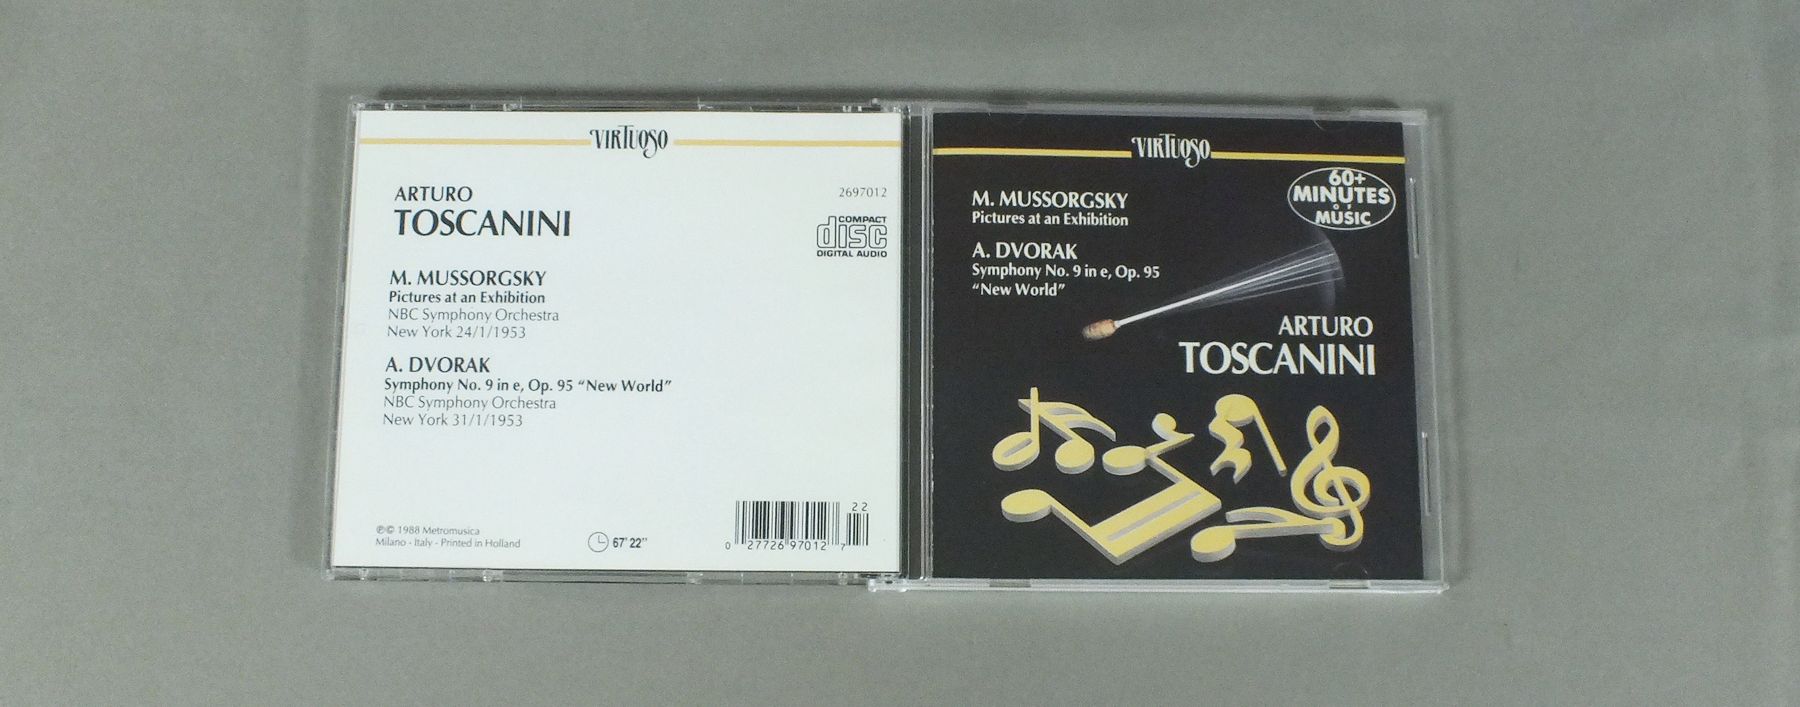 VIRTUOSO
ARTURO
TOSCANINI
2697012
COMPACT
disc
DIGITAL AUDIO
M. MUSSORGSKY
Pictures at an Exhibition
NBC Symphony Orchestra
New York 24/1/1953
A. DVORAK
Symphony No. 9 in e, Op. 95 “New World”
NBC Symphony Orchestra
New York 31/1/1953
℗© 1988 Metromusica
Milano - Italy - Printed in Holland
67' 22''
22
0 27726 97012 7
VIRTUOSO
60+
MINUTES
OF
MUSIC
M. MUSSORGSKY
Pictures at an Exhibition
A. DVORAK
Symphony No. 9 in e, Op. 95
“New World”
ARTURO
TOSCANINI